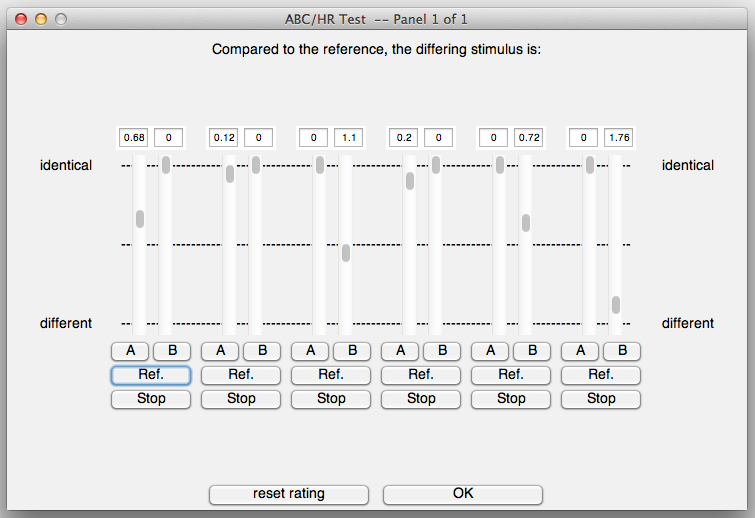 ABC/HR Test -- Panel 1 of 1
Compared to the reference, the differing stimulus is:
0.68 0 0.12 0 0 1.1 0.2 0 0 0.72 0 1.76
identical identical
different different
A B A B A B A B A B A B
Ref. Ref. Ref. Ref. Ref. Ref.
Stop Stop Stop Stop Stop Stop
reset rating OK